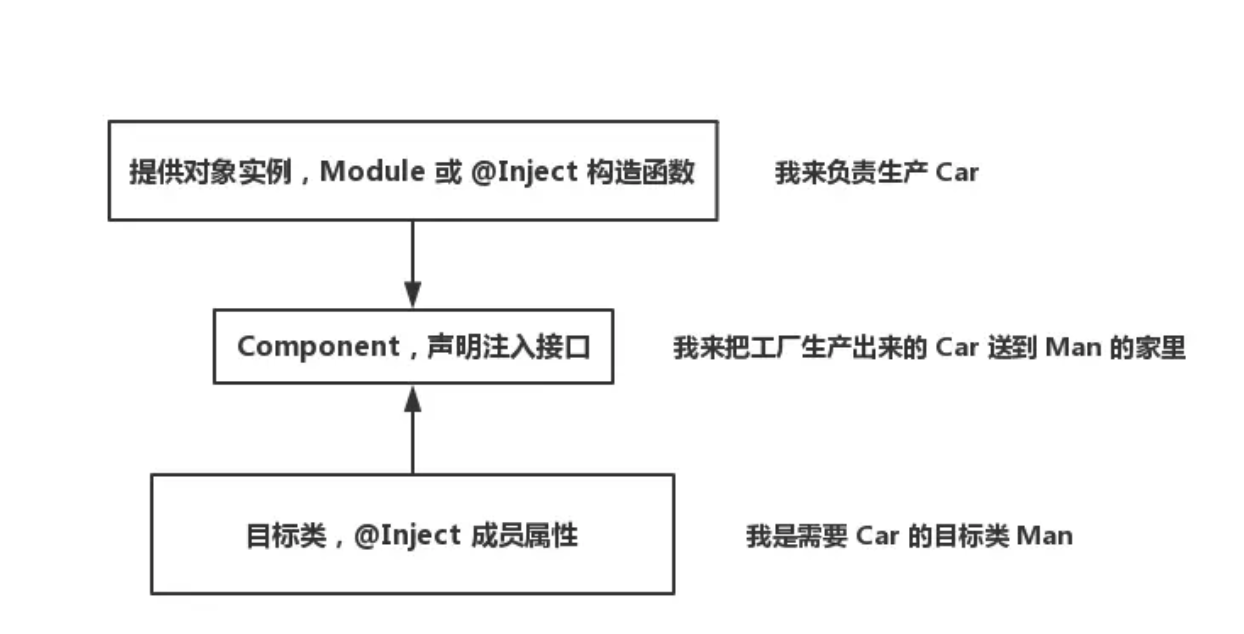 提供对象实例，Module 或 @Inject 构造函数
我来负责生产 Car
Component，声明注入接口
我来把工厂生产出来的 Car 送到 Man 的家里
目标类，@Inject 成员属性
我是需要 Car 的目标类 Man